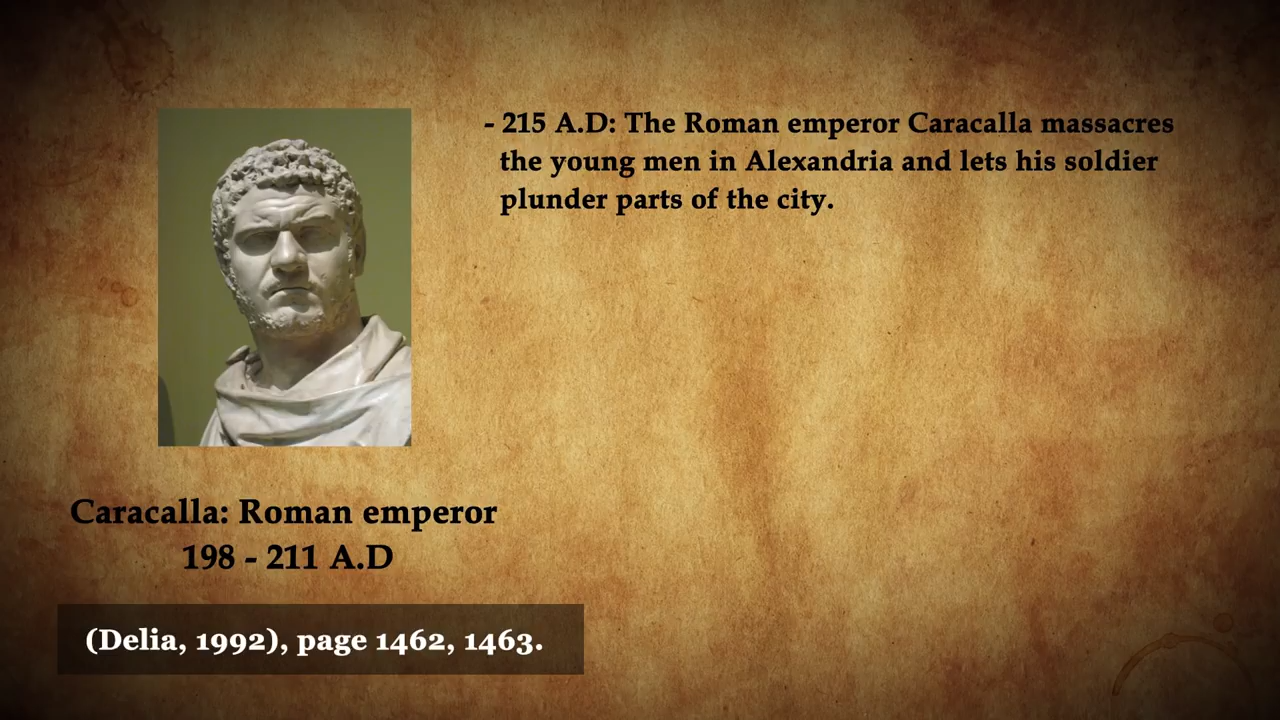 - 215 A.D: The Roman emperor Caracalla massacres
the young men in Alexandria and lets his soldier
plunder parts of the city.
Caracalla: Roman emperor
198 - 211 A.D
(Delia, 1992), page 1462, 1463.